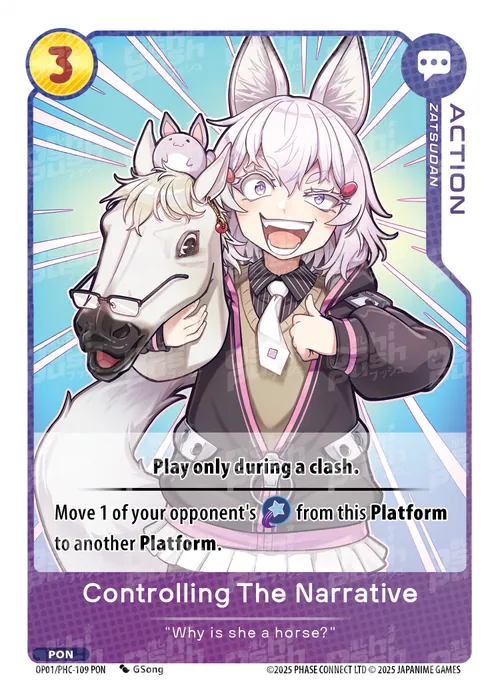 3
ACTION
ZATSUDAN
Play only during a clash.
Move 1 of your opponent's from this Platform
to another Platform.
Controlling The Narrative
"Why is she a horse?"
PON
OP01/PHC-109 PON
GSong
©2025 PHASE CONNECT LTD © 2025 JAPANIME GAMES